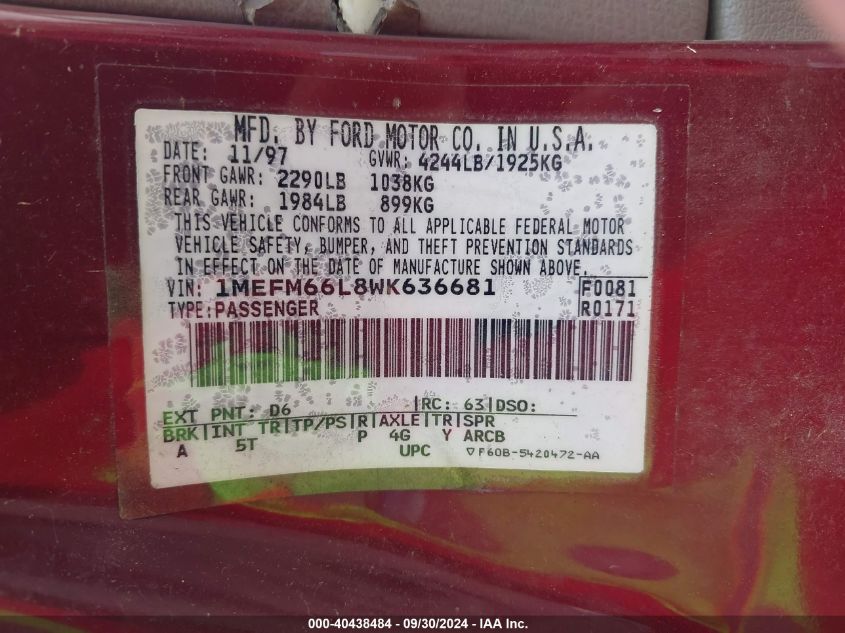 MFD. BY FORD MOTOR CO. IN U.S.A.
DATE: 11/97 GVWR: 4244LB/1925KG
FRONT GAWR: 2290LB 1038KG
REAR GAWR: 1984LB 899KG
THIS VEHICLE CONFORMS TO ALL APPLICABLE FEDERAL MOTOR
VEHICLE SAFETY, BUMPER, AND THEFT PREVENTION STANDARDS
IN EFFECT ON THE DATE OF MANUFACTURE SHOWN ABOVE.
VIN: 1MEFM66L8WK636681 F0081
TYPE: PASSENGER R0171
EXT PNT: D6 |RC: 63|DSO:
BRK|INT TR|TP/PS|R|AXLE|TR|SPR
A 5T P 4G Y ARCB
UPC ▽F60B-5420472-AA
000-40438484 - 09/30/2024 - IAA Inc.